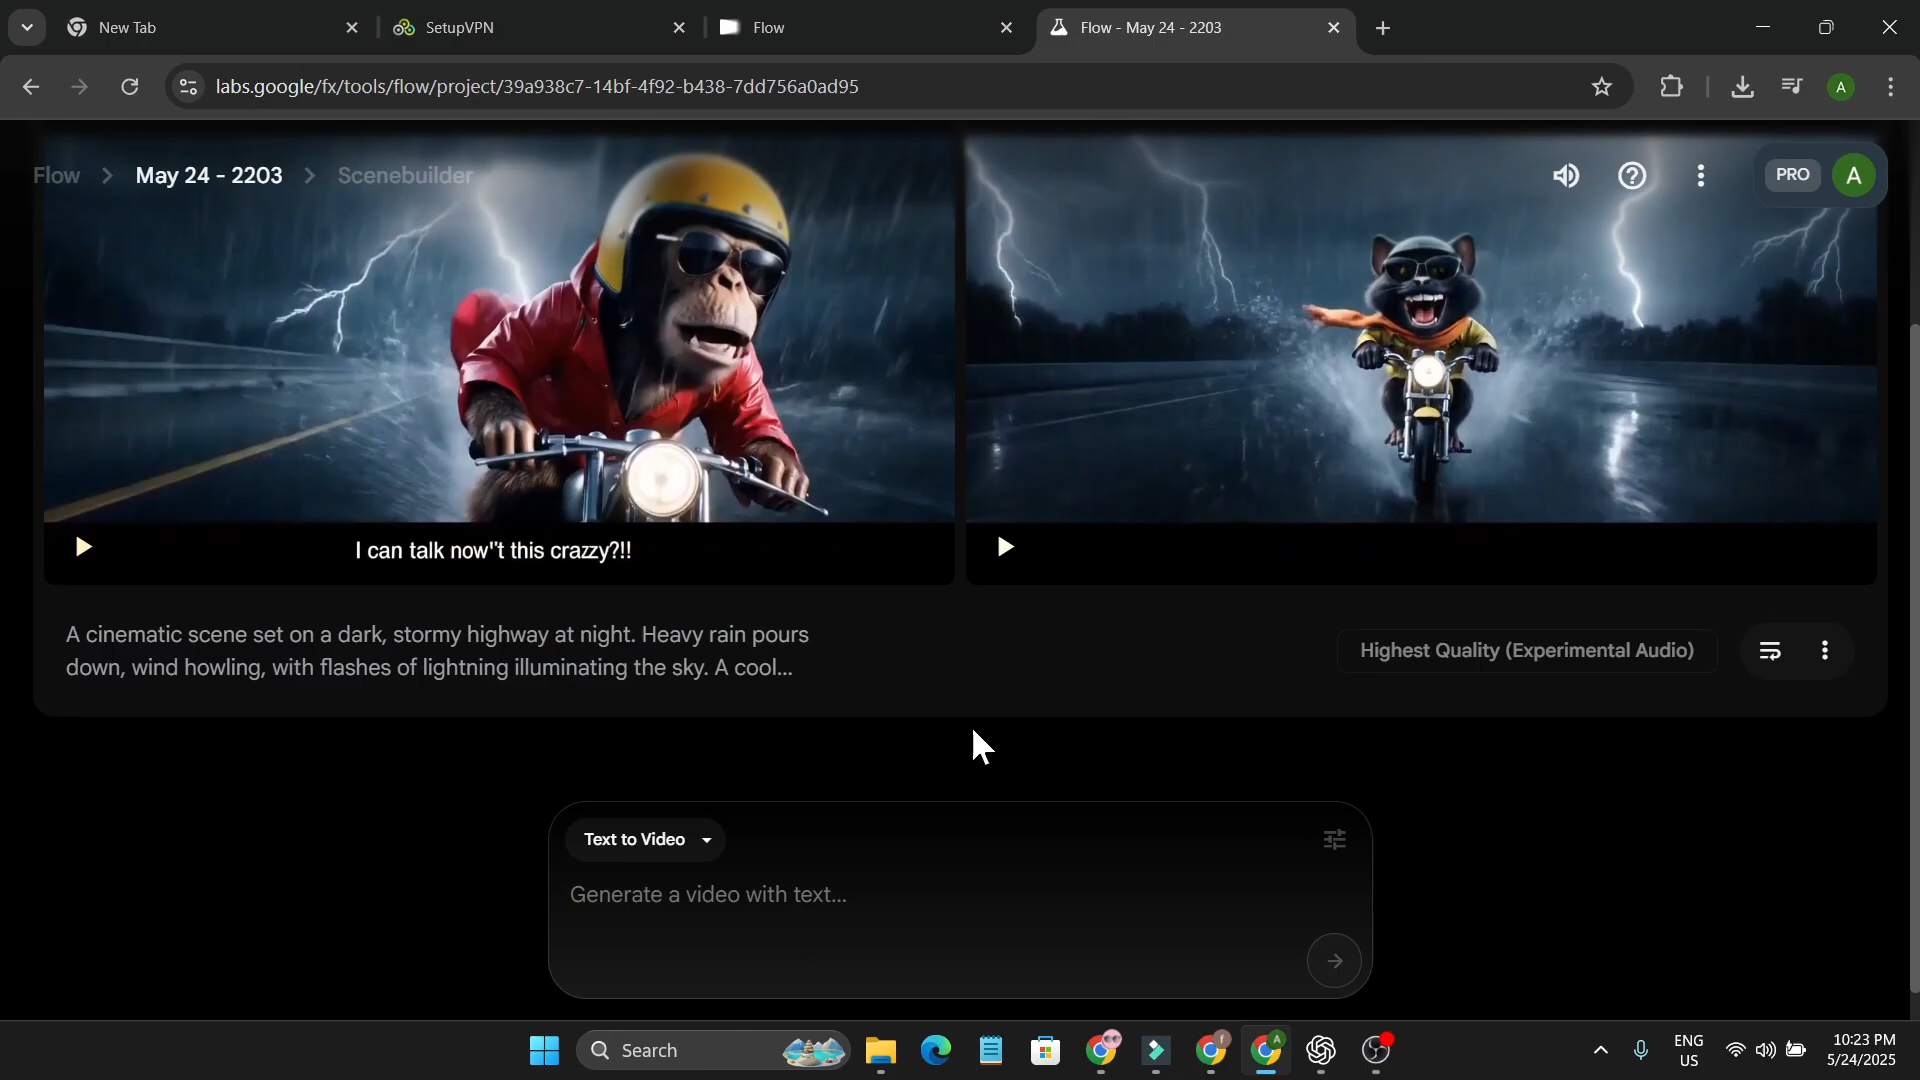 New Tab
SetupVPN
Flow
Flow - May 24 - 2203
labs.google/fx/tools/flow/project/39a938c7-14bf-4f92-b438-7dd756a0ad95
A
Flow > May 24 - 2203 > Scenebuilder
PRO A
I can talk now"t this crazzy?!!
A cinematic scene set on a dark, stormy highway at night. Heavy rain pours
down, wind howling, with flashes of lightning illuminating the sky. A cool...
Highest Quality (Experimental Audio)
Text to Video
Generate a video with text...
Search
ENG
US
10:23 PM
5/24/2025